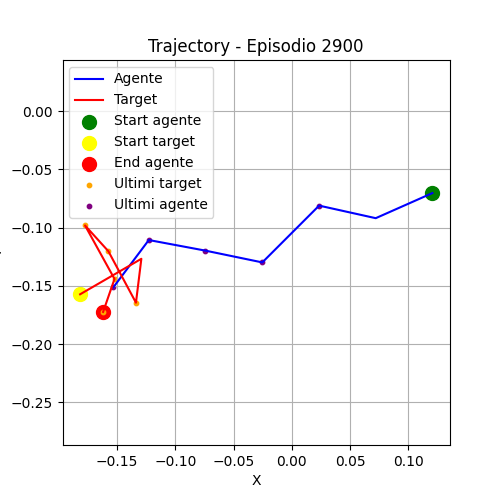 Trajectory - Episodio 2900
Agente
Target
Start agente
Start target
End agente
Ultimi target
Ultimi agente
0.00
−0.05
−0.10
−0.15
−0.20
−0.25
−0.15
−0.10
−0.05
0.00
0.05
0.10
X